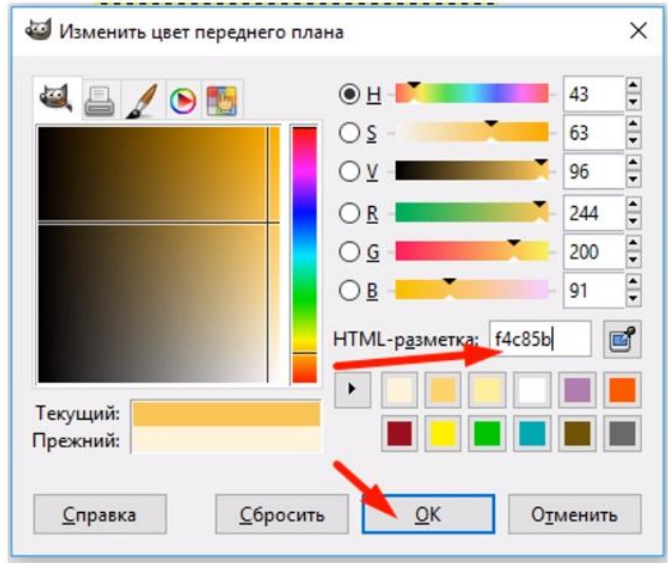 Изменить цвет переднего плана
H 43
S 63
V 96
R 244
G 200
B 91
HTML-разметка: f4c85b
Текущий:
Прежний:
Справка Сбросить OK Отменить